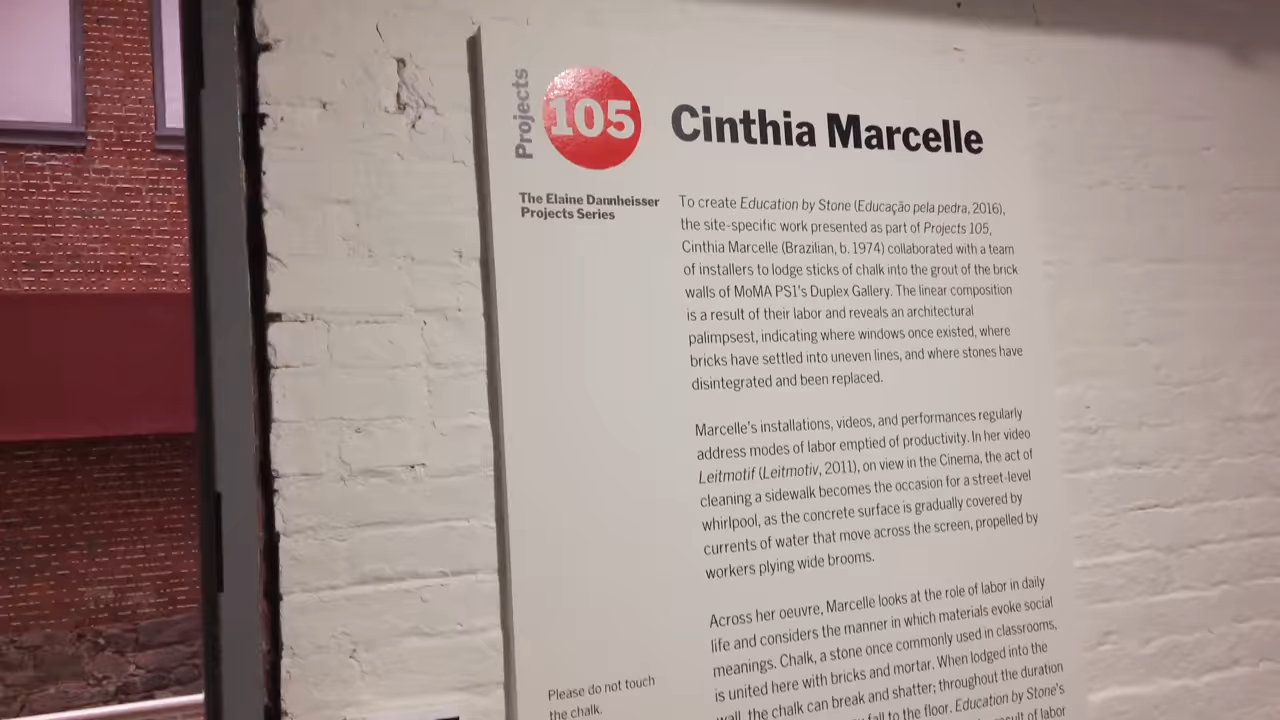 Projects
105
Cinthia Marcelle
The Elaine Dannheisser
Projects Series
To create Education by Stone (Educação pela pedra, 2016),
the site-specific work presented as part of Projects 105,
Cinthia Marcelle (Brazilian, b. 1974) collaborated with a team
of installers to lodge sticks of chalk into the grout of the brick
walls of MoMA PS1's Duplex Gallery. The linear composition
is a result of their labor and reveals an architectural
palimpsest, indicating where windows once existed, where
bricks have settled into uneven lines, and where stones have
disintegrated and been replaced.
Marcelle's installations, videos, and performances regularly
address modes of labor emptied of productivity. In her video
Leitmotif (Leitmotiv, 2011), on view in the Cinema, the act of
cleaning a sidewalk becomes the occasion for a street-level
whirlpool, as the concrete surface is gradually covered by
currents of water that move across the screen, propelled by
workers plying wide brooms.
Across her oeuvre, Marcelle looks at the role of labor in daily
life and considers the manner in which materials evoke social
meanings. Chalk, a stone once commonly used in classrooms,
is united here with bricks and mortar. When lodged into the
wall, the chalk can break and shatter; throughout the duration
fall to the floor. Education by Stone's
result of labor
Please do not touch
the chalk.